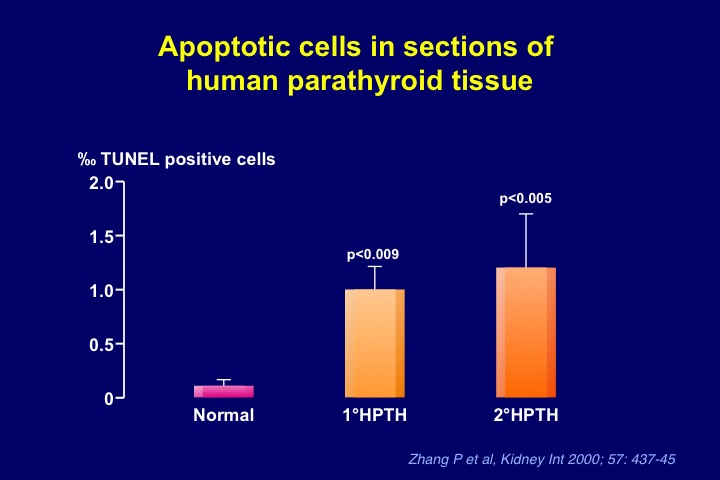 Apoptotic cells in sections of
human parathyroid tissue
‰ TUNEL positive cells
2.0
p<0.005
1.5
p<0.009
1.0
0.5
0
Normal 1°HPTH 2°HPTH
Zhang P et al, Kidney Int 2000; 57: 437-45